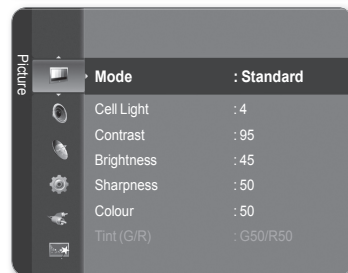 Picture
Mode : Standard
Cell Light : 4
Contrast : 95
Brightness : 45
Sharpness : 50
Colour : 50
Tint (G/R) : G50/R50